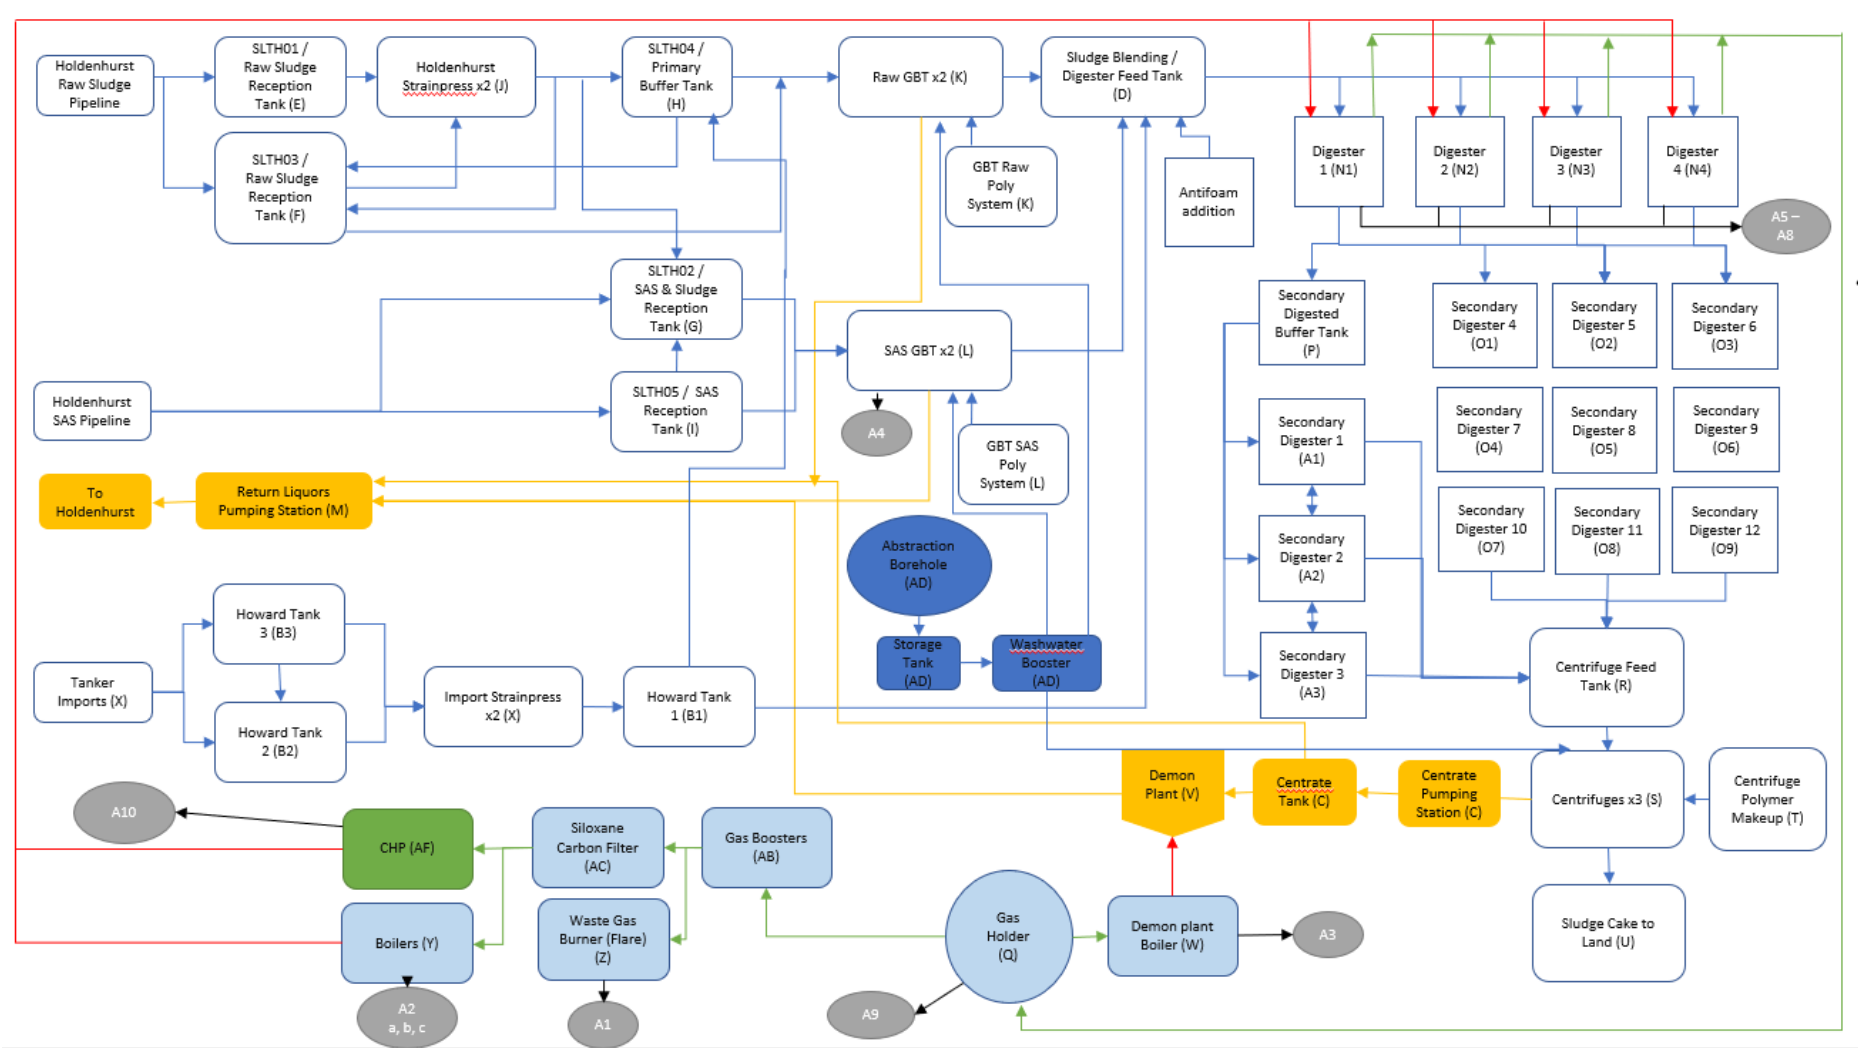 Holdenhurst
Raw Sludge
Pipeline
SLTH01 /
Raw Sludge
Reception
Tank (E)
Holdenhurst
Strainpress x2 (J)
SLTH04 /
Primary
Buffer Tank
(H)
Raw GBT x2 (K)
Sludge Blending /
Digester Feed Tank
(D)
SLTH03 /
Raw Sludge
Reception
Tank (F)
GBT Raw
Poly
System (K)
Antifoam
addition
Digester
1 (N1)
Digester
2 (N2)
Digester
3 (N3)
Digester
4 (N4)
A5 –
A8
SLTH02 /
SAS & Sludge
Reception
Tank (G)
Secondary
Digested
Buffer Tank
(P)
Secondary
Digester 4
(O1)
Secondary
Digester 5
(O2)
Secondary
Digester 6
(O3)
SAS GBT x2 (L)
Holdenhurst
SAS Pipeline
SLTH05 / SAS
Reception
Tank (I)
A4
GBT SAS
Poly
System (L)
Secondary
Digester 1
(A1)
Secondary
Digester 7
(O4)
Secondary
Digester 8
(O5)
Secondary
Digester 9
(O6)
To
Holdenhurst
Return Liquors
Pumping Station (M)
Abstraction
Borehole
(AD)
Secondary
Digester 2
(A2)
Secondary
Digester 10
(O7)
Secondary
Digester 11
(O8)
Secondary
Digester 12
(O9)
Howard Tank
3 (B3)
Storage
Tank
(AD)
Washwater
Booster
(AD)
Secondary
Digester 3
(A3)
Centrifuge Feed
Tank (R)
Tanker
Imports (X)
Import Strainpress
x2 (X)
Howard Tank
1 (B1)
Howard Tank
2 (B2)
Demon
Plant (V)
Centrate
Tank (C)
Centrate
Pumping
Station (C)
Centrifuges x3 (S)
Centrifuge
Polymer
Makeup (T)
A10
CHP (AF)
Siloxane
Carbon Filter
(AC)
Gas Boosters
(AB)
Boilers (Y)
Waste Gas
Burner (Flare)
(Z)
Gas
Holder
(Q)
Demon plant
Boiler (W)
A3
Sludge Cake to
Land (U)
A2
a, b, c
A1
A9